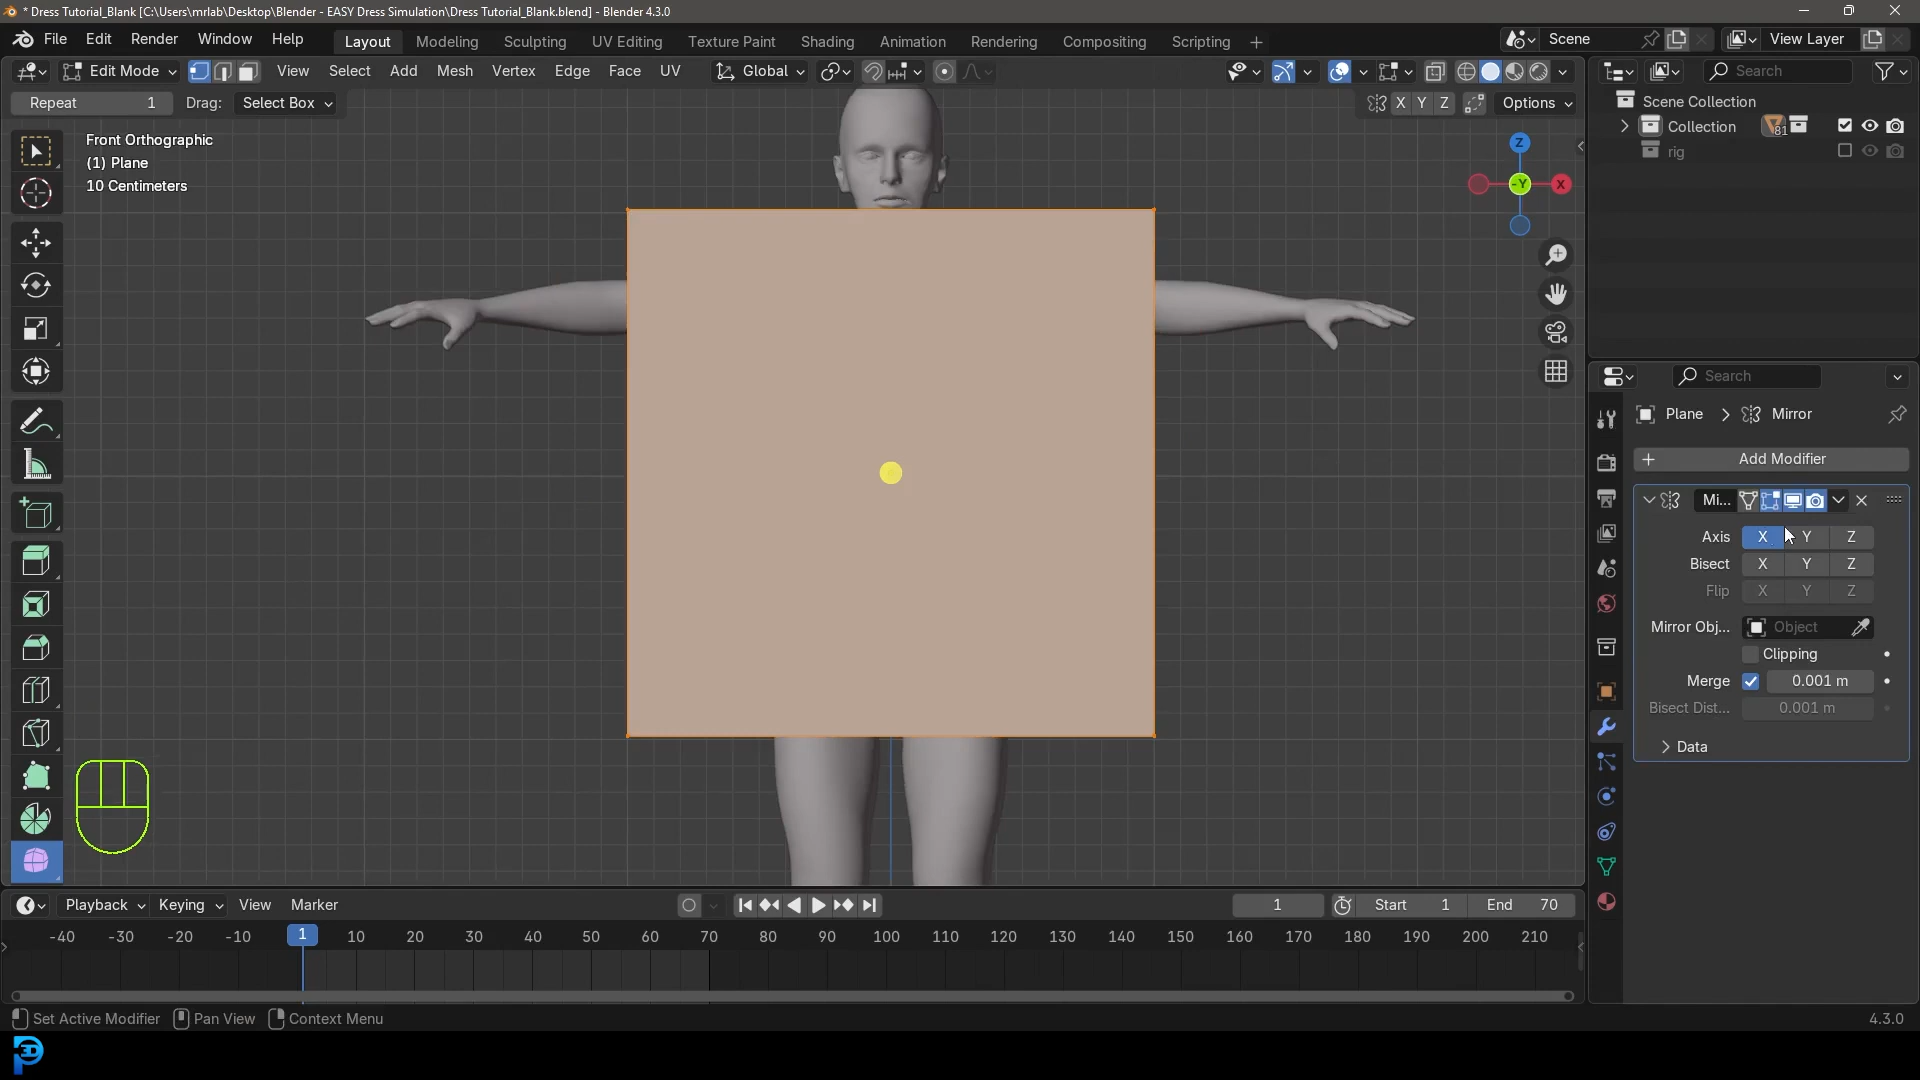 * Dress Tutorial_Blank [C:\Users\mrlab\Desktop\Blender - EASY Dress Simulation\Dress Tutorial_Blank.blend] - Blender 4.3.0
File Edit Render Window Help Layout Modeling Sculpting UV Editing Texture Paint Shading Animation Rendering Compositing Scripting + Scene View Layer
Edit Mode View Select Add Mesh Vertex Edge Face UV Global Search
Repeat 1 Drag: Select Box X Y Z Options Scene Collection
Collection 81
rig
Front Orthographic
(1) Plane
10 Centimeters
Z
-Y X
Search
Plane > Mirror
+ Add Modifier
Mi...
Axis X Y Z
Bisect X Y Z
Flip X Y Z
Mirror Obj... Object
Clipping
Merge 0.001 m
Bisect Dist... 0.001 m
Data
Playback Keying View Marker 1 Start 1 End 70
-40 -30 -20 -10 1 10 20 30 40 50 60 70 80 90 100 110 120 130 140 150 160 170 180 190 200 210
Set Active Modifier Pan View Context Menu 4.3.0